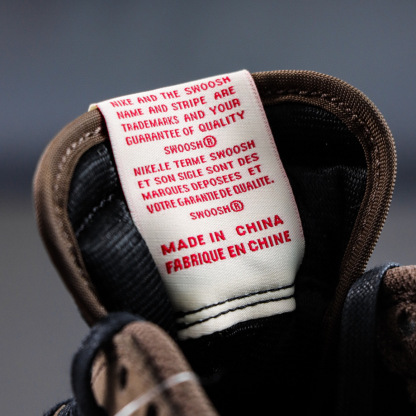 NIKE AND THE SWOOSH
NAME AND STRIPE ARE
TRADEMARKS AND YOUR
GUARANTEE OF QUALITY
SWOOSH®
NIKE.LE TERME SWOOSH
ET SON SIGLE SONT DES
MARQUES DEPOSEES ET
VOTRE GARANTIE DE QUALITE.
SWOOSH®
MADE IN CHINA
FABRIQUE EN CHINE